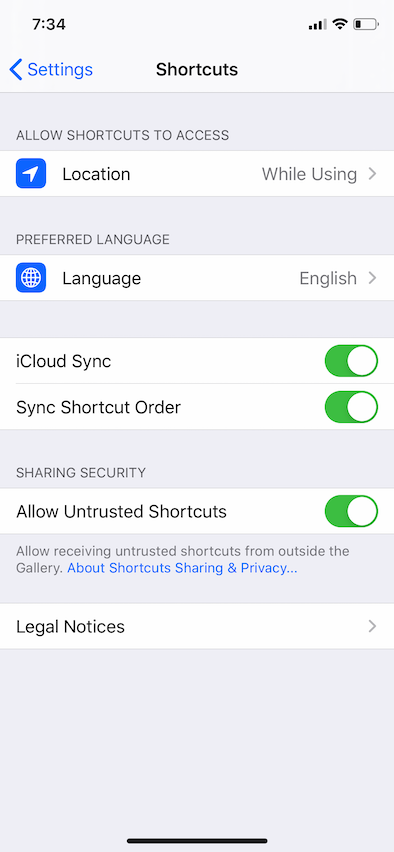 7:34
Settings
Shortcuts
ALLOW SHORTCUTS TO ACCESS
Location
While Using
PREFERRED LANGUAGE
Language
English
iCloud Sync
Sync Shortcut Order
SHARING SECURITY
Allow Untrusted Shortcuts
Allow receiving untrusted shortcuts from outside the
Gallery. About Shortcuts Sharing & Privacy...
Legal Notices